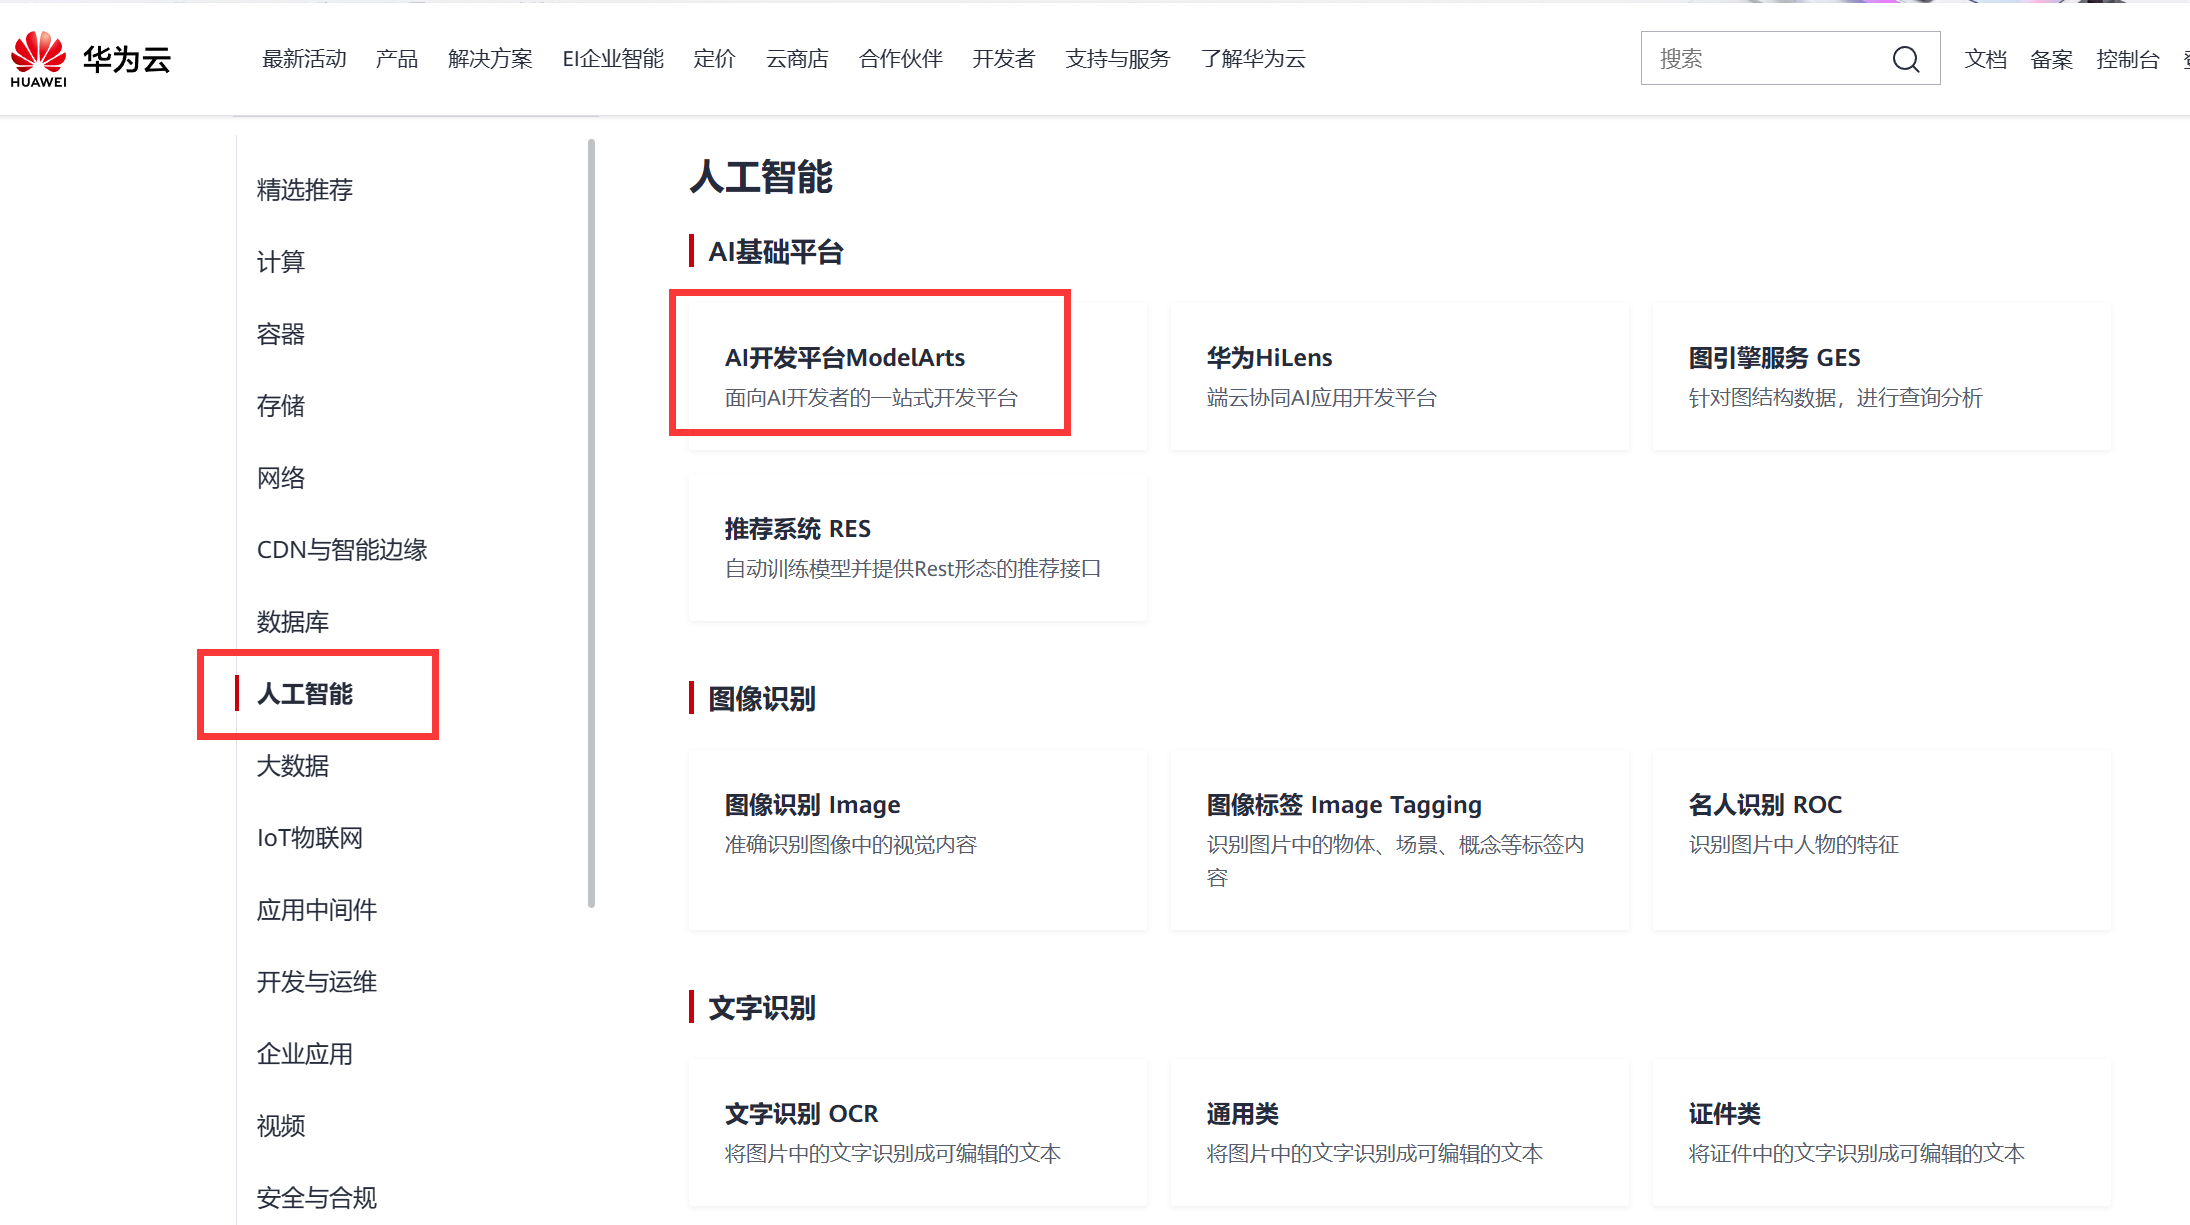 HUAWEI
华为云
最新活动 产品 解决方案 EI企业智能 定价 云商店 合作伙伴 开发者 支持与服务 了解华为云
搜索
文档 备案 控制台
精选推荐
计算
容器
存储
网络
CDN与智能边缘
数据库
人工智能
大数据
IoT物联网
应用中间件
开发与运维
企业应用
视频
安全与合规
人工智能
AI基础平台
AI开发平台ModelArts
面向AI开发者的一站式开发平台
华为HiLens
端云协同AI应用开发平台
图引擎服务 GES
针对图结构数据，进行查询分析
推荐系统 RES
自动训练模型并提供Rest形态的推荐接口
图像识别
图像识别 Image
准确识别图像中的视觉内容
图像标签 Image Tagging
识别图片中的物体、场景、概念等标签内
容
名人识别 ROC
识别图片中人物的特征
文字识别
文字识别 OCR
将图片中的文字识别成可编辑的文本
通用类
将图片中的文字识别成可编辑的文本
证件类
将证件中的文字识别成可编辑的文本